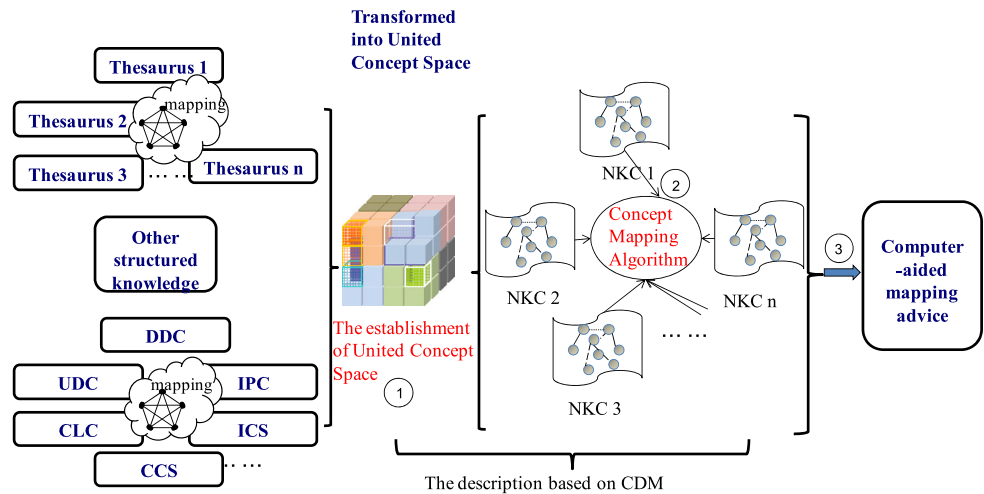 Transformed
into United
Concept Space
Thesaurus 1
mapping
Thesaurus 2
Thesaurus 3
... ...
Thesaurus n
Other
structured
knowledge
DDC
UDC
mapping
IPC
CLC
ICS
CCS
.. ...
The establishment
of United Concept
Space
1
NKC 1
2
Concept
Mapping
Algorithm
NKC 2
NKC n
... ...
NKC 3
3
Computer
-aided
mapping
advice
The description based on CDM